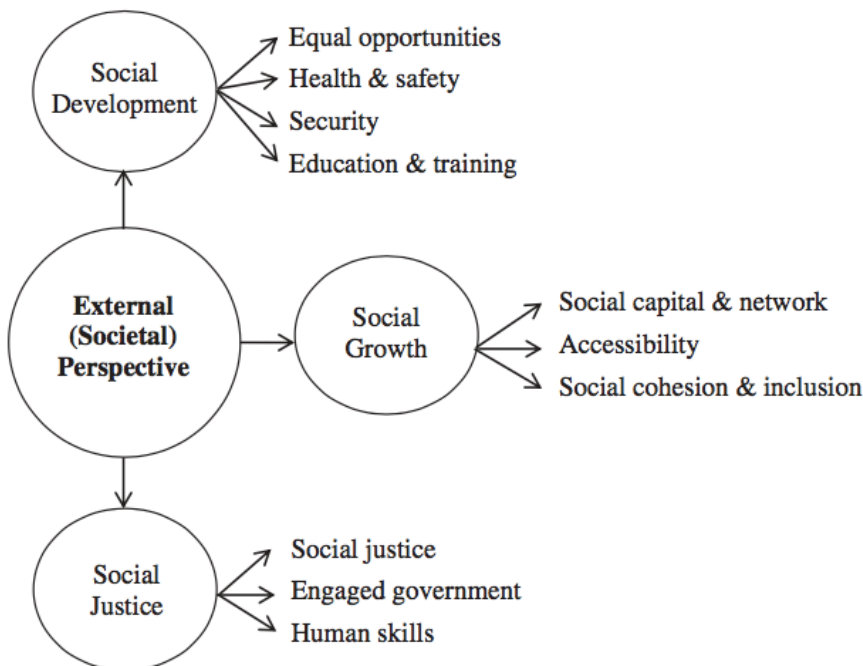 Social
Development
Equal opportunities
Health & safety
Security
Education & training
External
(Societal)
Perspective
Social
Growth
Social capital & network
Accessibility
Social cohesion & inclusion
Social
Justice
Social justice
Engaged government
Human skills